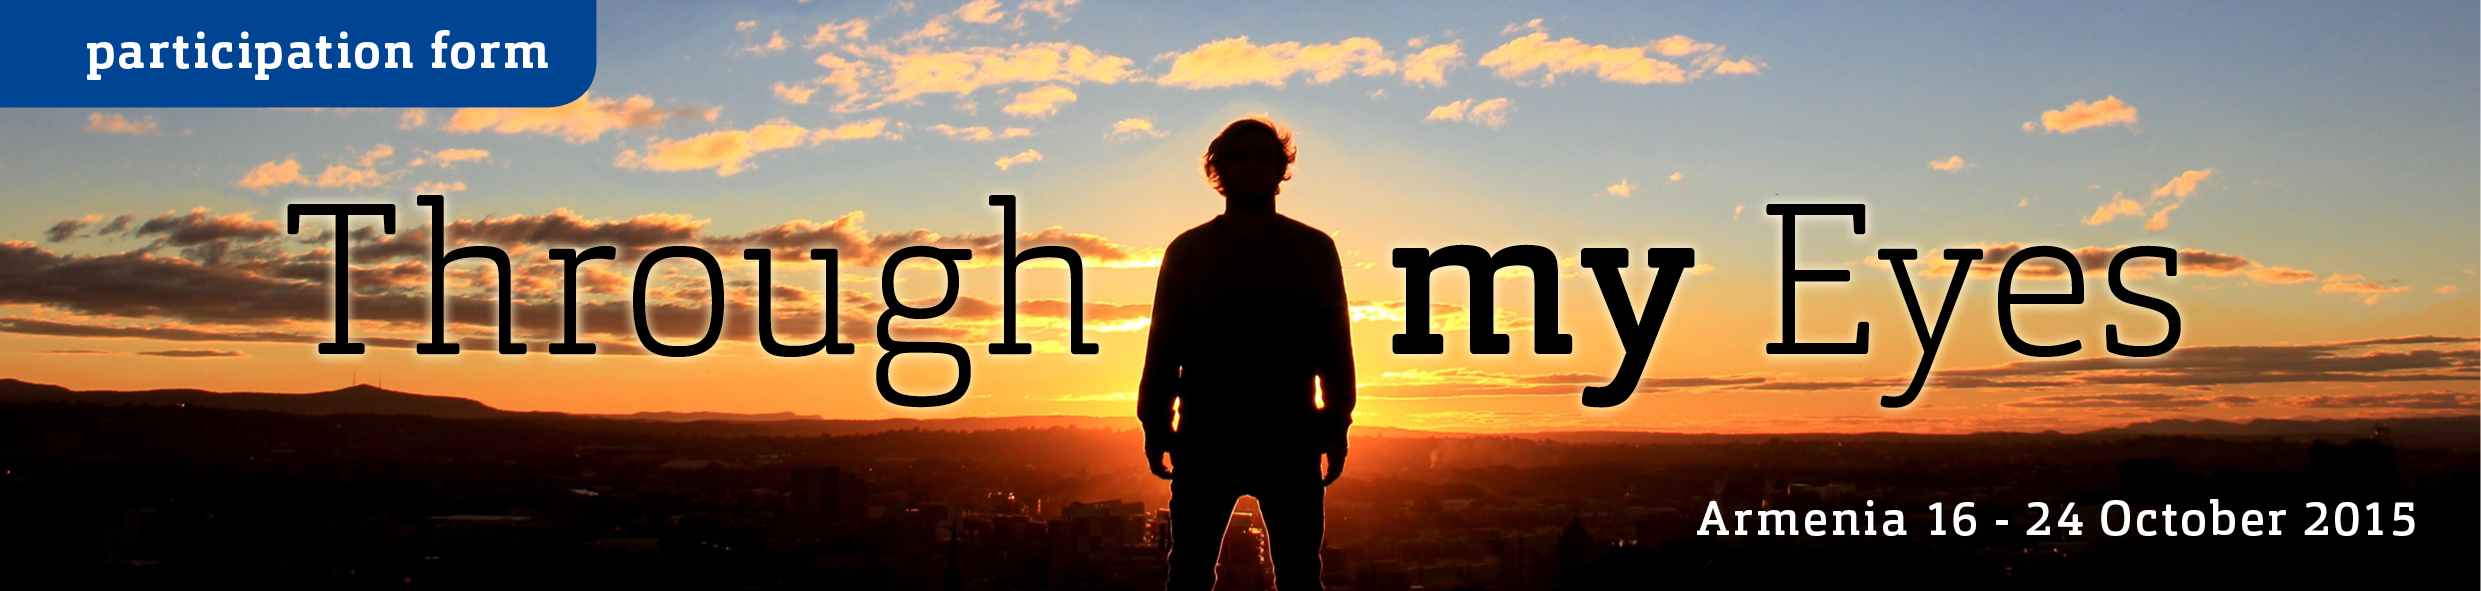 participation form
Through my Eyes
Armenia 16 - 24 October 2015